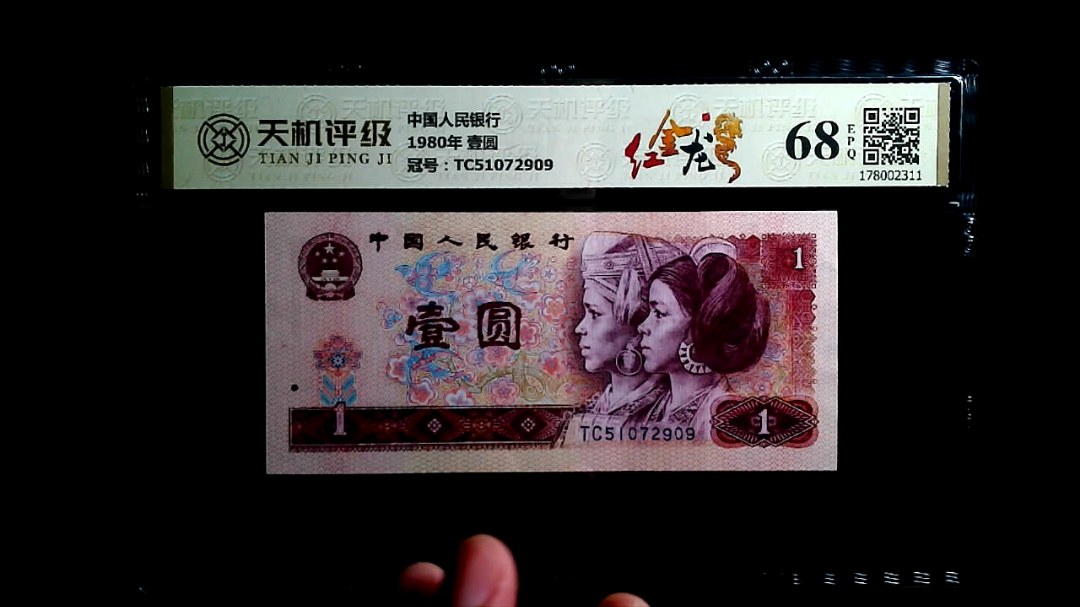 天机评级
TIAN JI PING JI
中国人民银行
1980年 壹圆
冠号：TC51072909
红金龙
68
EPQ
178002311
中国人民银行
1
壹圆
1
TC51072909
1